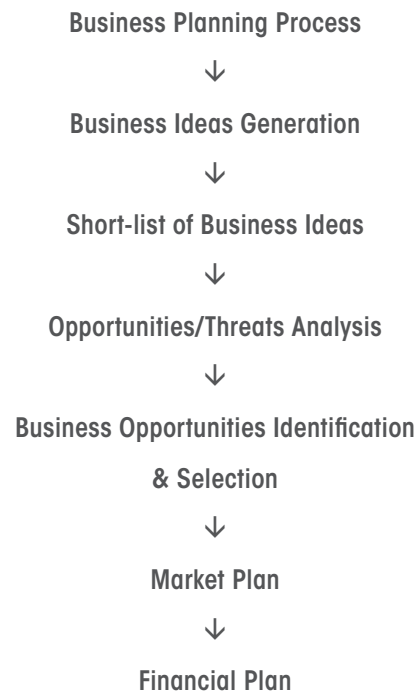 Business Planning Process
↓
Business Ideas Generation
↓
Short-list of Business Ideas
↓
Opportunities/Threats Analysis
↓
Business Opportunities Identification
& Selection
↓
Market Plan
↓
Financial Plan